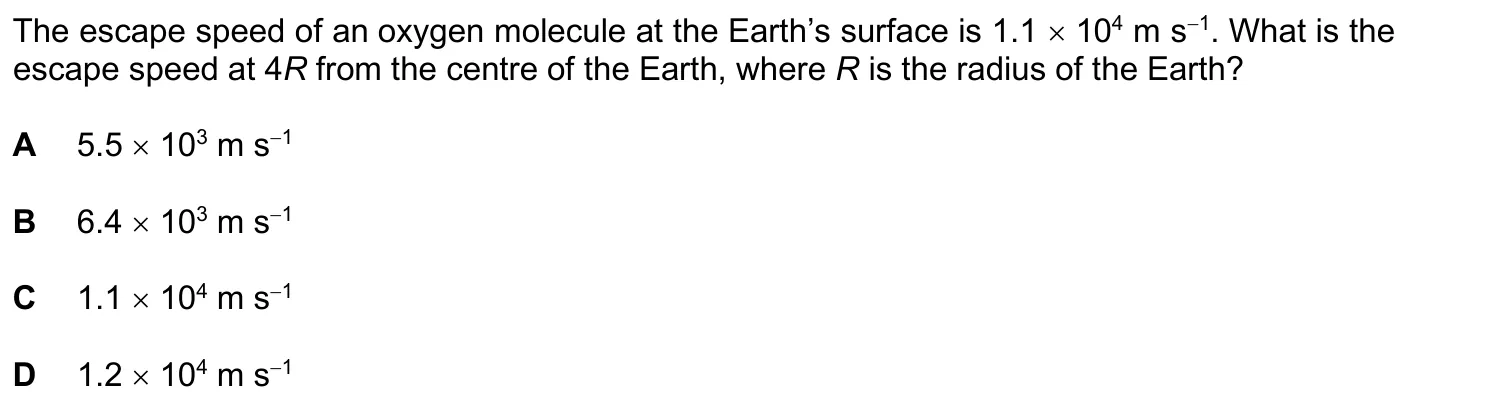 The escape speed of an oxygen molecule at the Earth’s surface is 1.1 × 10⁴ m s⁻¹. What is the
escape speed at 4R from the centre of the Earth, where R is the radius of the Earth?
A 5.5 × 10³ m s⁻¹
B 6.4 × 10³ m s⁻¹
C 1.1 × 10⁴ m s⁻¹
D 1.2 × 10⁴ m s⁻¹